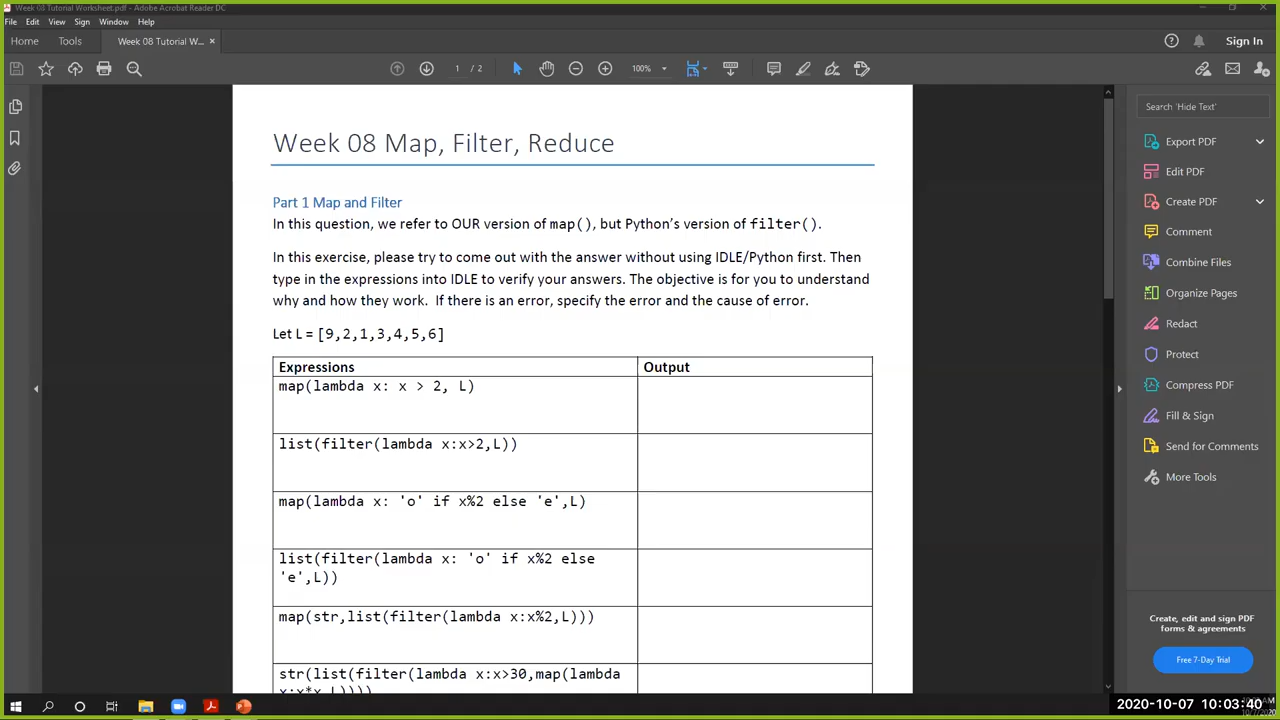 Week 08 Tutorial Worksheet.pdf - Adobe Acrobat Reader DC
File Edit View Sign Window Help
Home Tools Week 08 Tutorial W... × Sign In
1 / 2 100%
Search 'Hide Text'
Export PDF
Edit PDF
Create PDF
Comment
Combine Files
Organize Pages
Redact
Protect
Compress PDF
Fill & Sign
Send for Comments
More Tools
Create, edit and sign PDF
forms & agreements
Free 7-Day Trial
Week 08 Map, Filter, Reduce
Part 1 Map and Filter
In this question, we refer to OUR version of map(), but Python's version of filter().
In this exercise, please try to come out with the answer without using IDLE/Python first. Then
type in the expressions into IDLE to verify your answers. The objective is for you to understand
why and how they work. If there is an error, specify the error and the cause of error.
Let L = [9,2,1,3,4,5,6]
Expressions Output
map(lambda x: x > 2, L)
list(filter(lambda x:x>2,L))
map(lambda x: 'o' if x%2 else 'e',L)
list(filter(lambda x: 'o' if x%2 else
'e',L))
map(str,list(filter(lambda x:x%2,L)))
str(list(filter(lambda x:x>30,map(lambda
x:x*x,L))))
2020-10-07 10:03:40